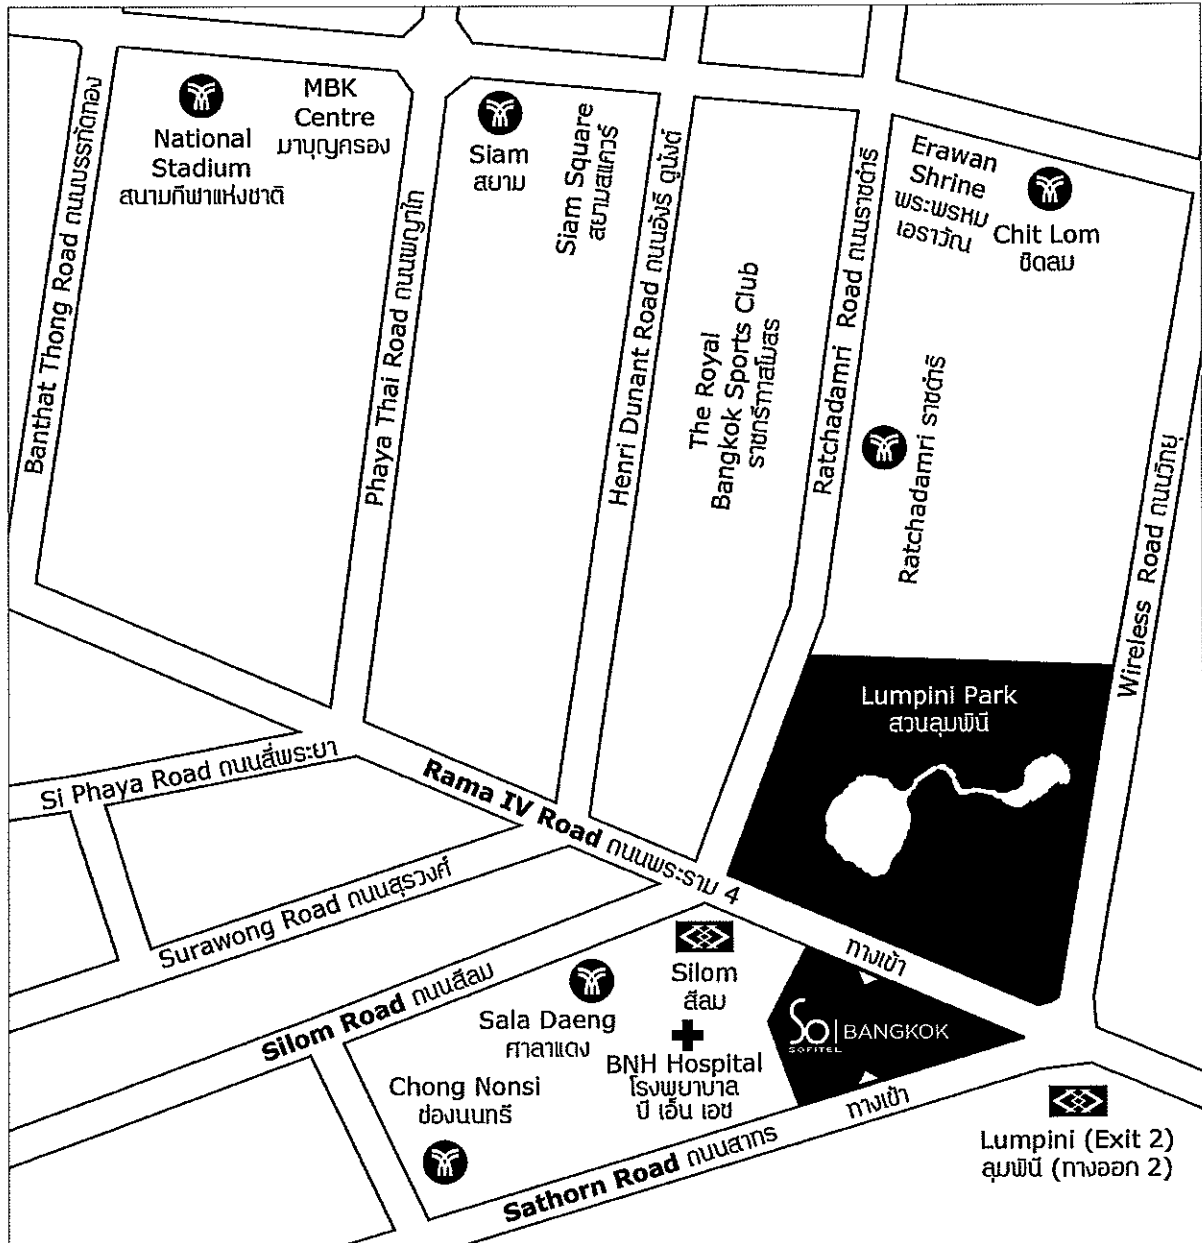 Banthat Thong Road ถนนบรรทัดทอง
National
Stadium
สนามกีฬาแห่งชาติ
MBK
Centre
มาบุญครอง
Phaya Thai Road ถนนพญาไท
Siam
สยาม
Siam Square
สยามสแควร์
Henri Dunant Road ถนนอังรี ดูนังต์
The Royal
Bangkok Sports Club
ราชกรีฑาสโมสร
Ratchadamri Road ถนนราชดำริ
Erawan
Shrine
พระพรหม
เอราวัณ
Chit Lom
ชิดลม
Ratchadamri ราชดำริ
Wireless Road ถนนวิทยุ
Lumpini Park
สวนลุมพินี
Si Phaya Road ถนนสี่พระยา
Rama IV Road ถนนพระราม 4
Surawong Road ถนนสุรวงศ์
Silom Road ถนนสีลม
Silom
สีลม
Sala Daeng
ศาลาแดง
BNH Hospital
โรงพยาบาล
บี เอ็น เอช
Chong Nonsi
ช่องนนทรี
ทางเข้า
SO BANGKOK
SOFITEL
ทางเข้า
Sathorn Road ถนนสาทร
Lumpini (Exit 2)
ลุมพินี (ทางออก 2)